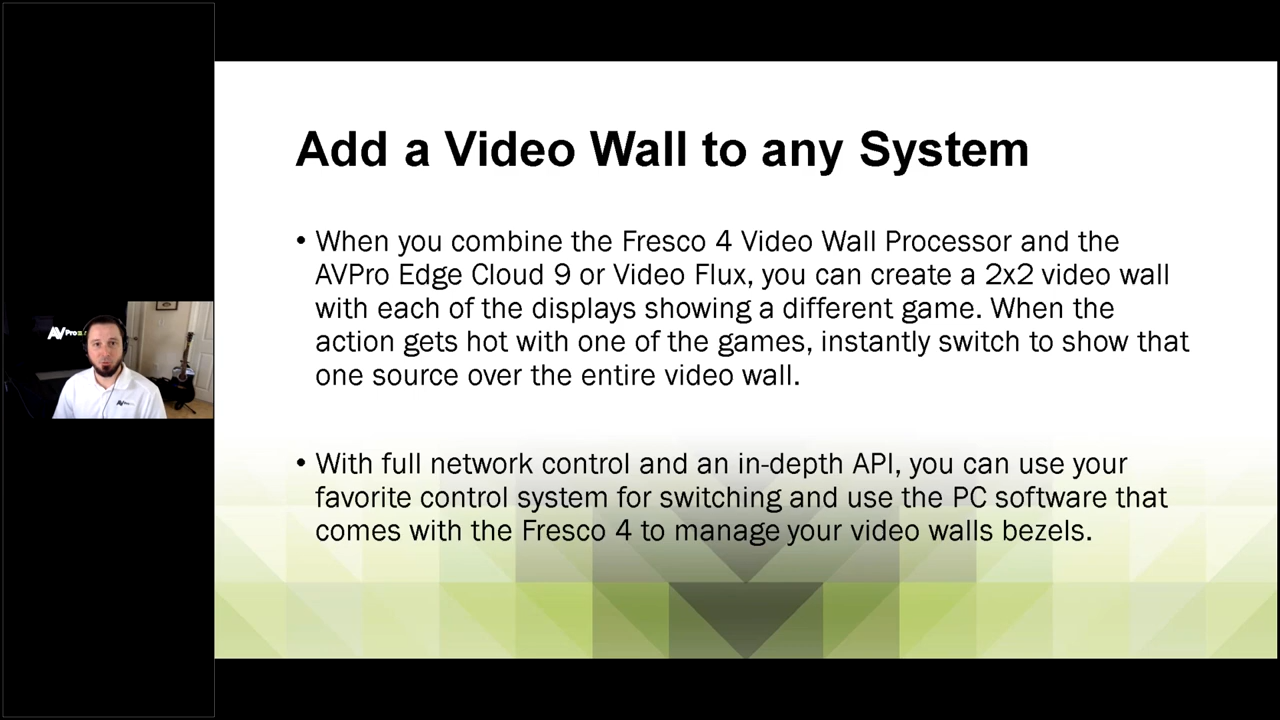 Add a Video Wall to any System
• When you combine the Fresco 4 Video Wall Processor and the
AVPro Edge Cloud 9 or Video Flux, you can create a 2x2 video wall
with each of the displays showing a different game. When the
action gets hot with one of the games, instantly switch to show that
one source over the entire video wall.
• With full network control and an in-depth API, you can use your
favorite control system for switching and use the PC software that
comes with the Fresco 4 to manage your video walls bezels.
AVPro